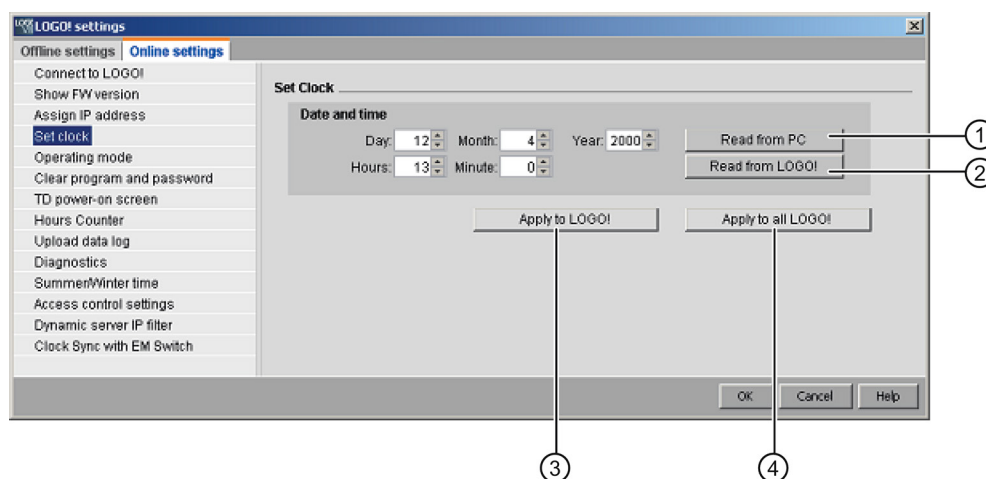 LOGO! settings
Offline settings Online settings
Connect to LOGO!
Show FW version
Assign IP address
Set clock
Operating mode
Clear program and password
TD power-on screen
Hours Counter
Upload data log
Diagnostics
Summer/Winter time
Access control settings
Dynamic server IP filter
Clock Sync with EM Switch
Set Clock
Date and time
Day: 12 Month: 4 Year: 2000 Read from PC 1
Hours: 13 Minute: 0 Read from LOGO! 2
Apply to LOGO! Apply to all LOGO!
OK Cancel Help
3 4